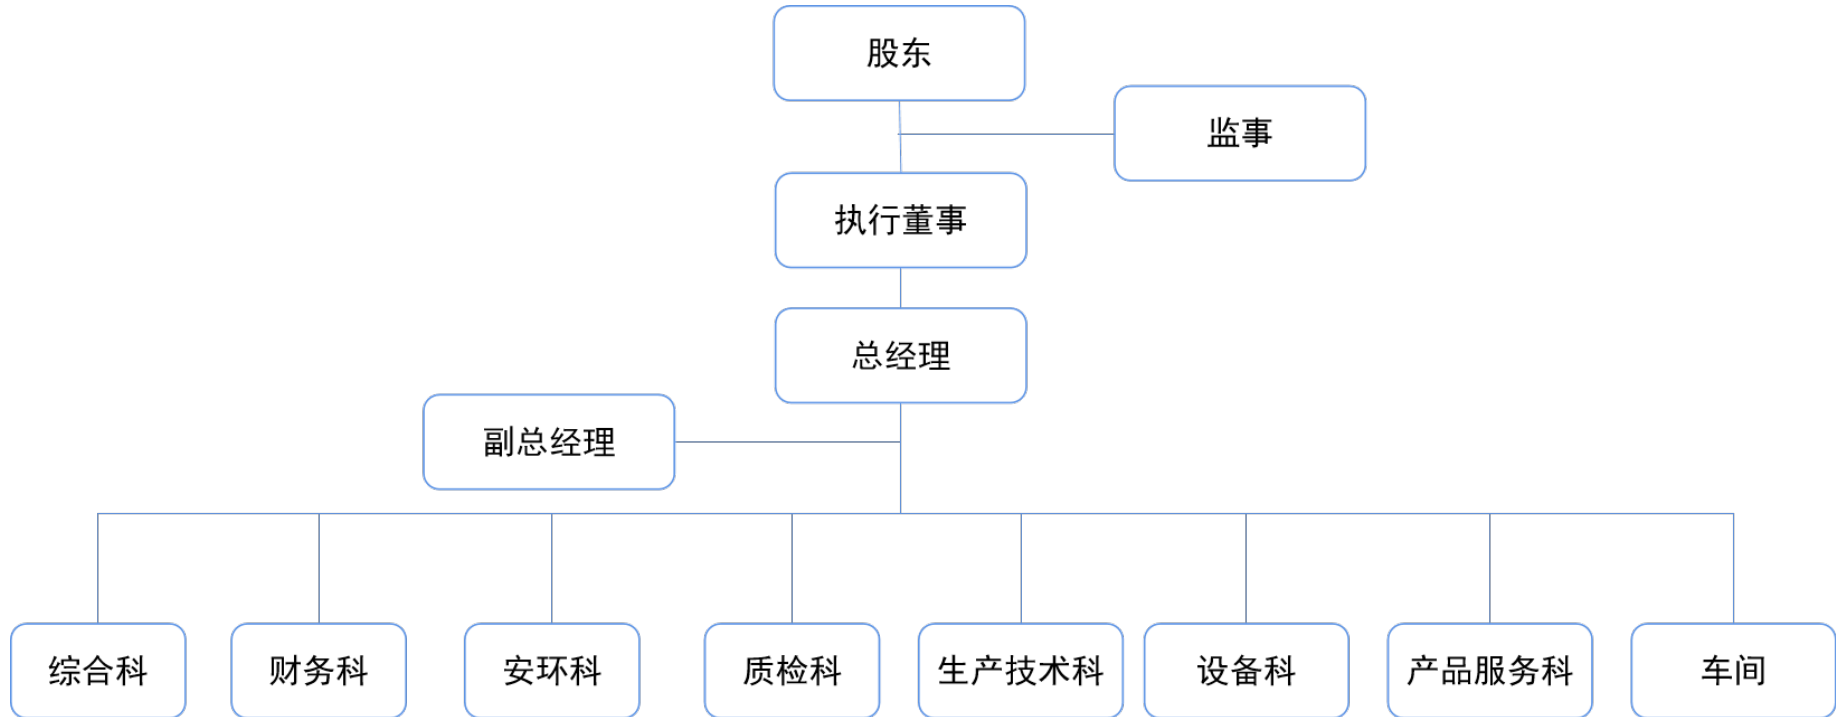 股东
监事
执行董事
总经理
副总经理
综合科
财务科
安环科
质检科
生产技术科
设备科
产品服务科
车间